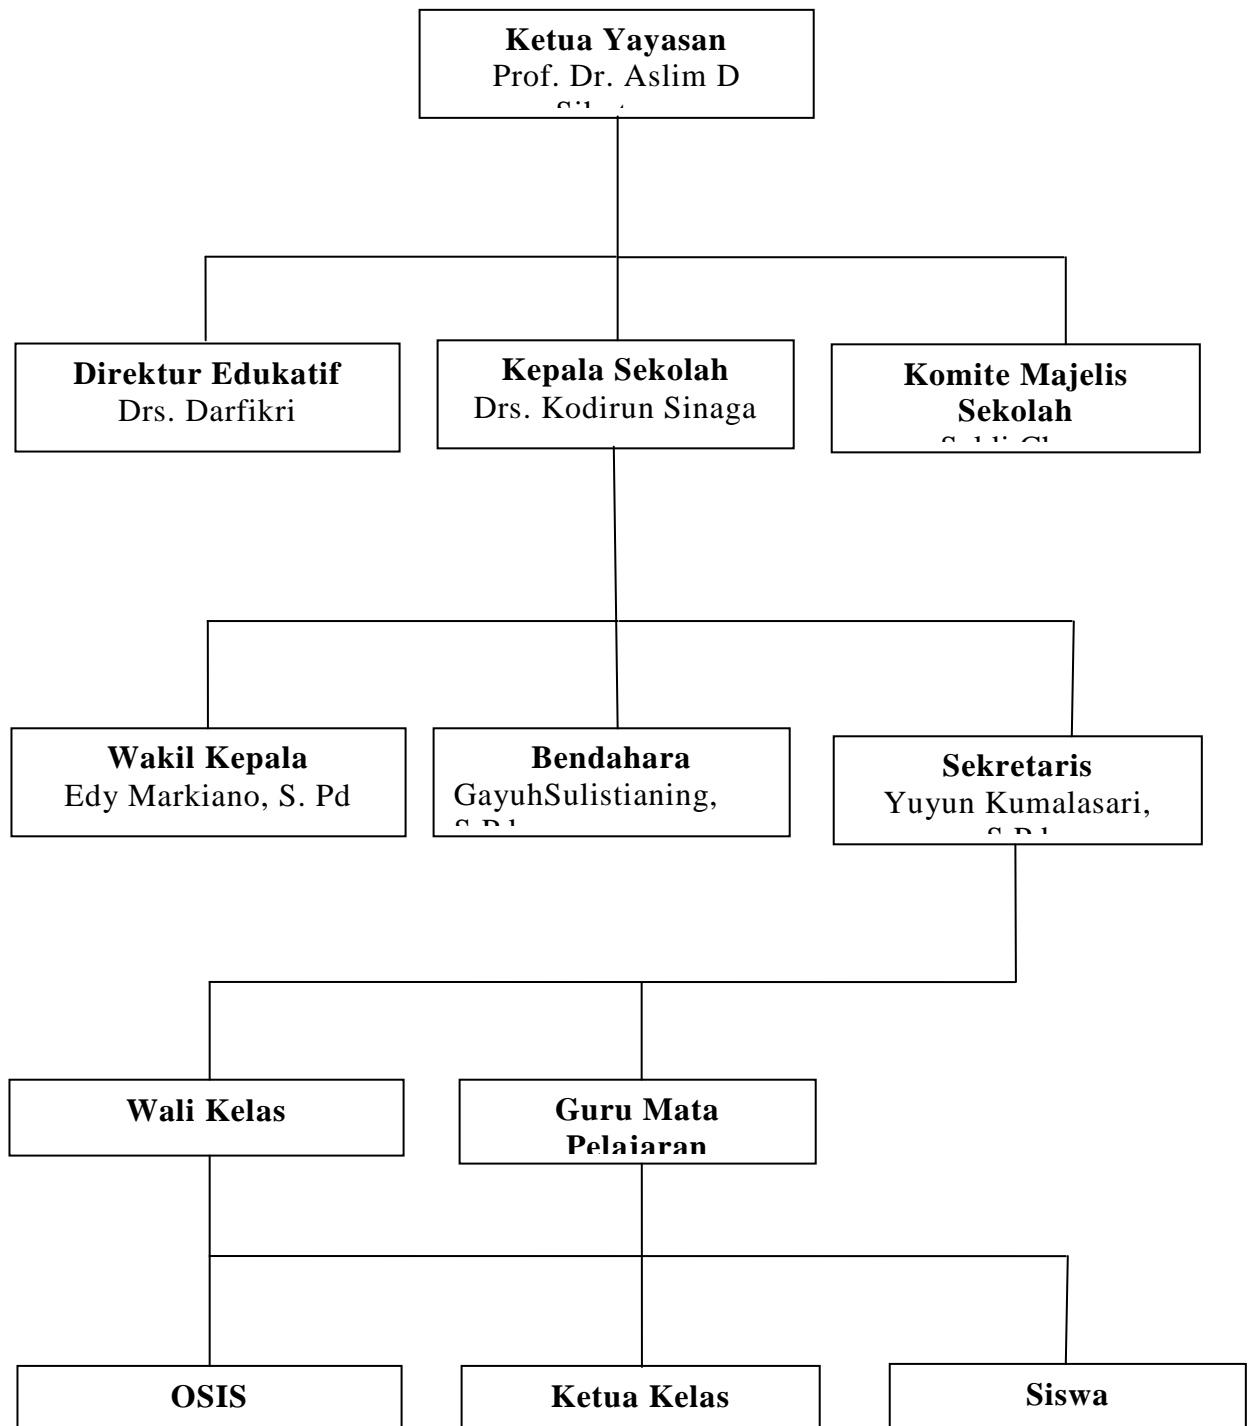 Ketua Yayasan
Prof. Dr. Aslim D
Direktur Edukatif
Drs. Darfikri
Kepala Sekolah
Drs. Kodirun Sinaga
Komite Majelis
Sekolah
Wakil Kepala
Edy Markiano, S. Pd
Bendahara
GayuhSulistianing,
Sekretaris
Yuyun Kumalasari,
Wali Kelas
Guru Mata
Pelajaran
OSIS
Ketua Kelas
Siswa